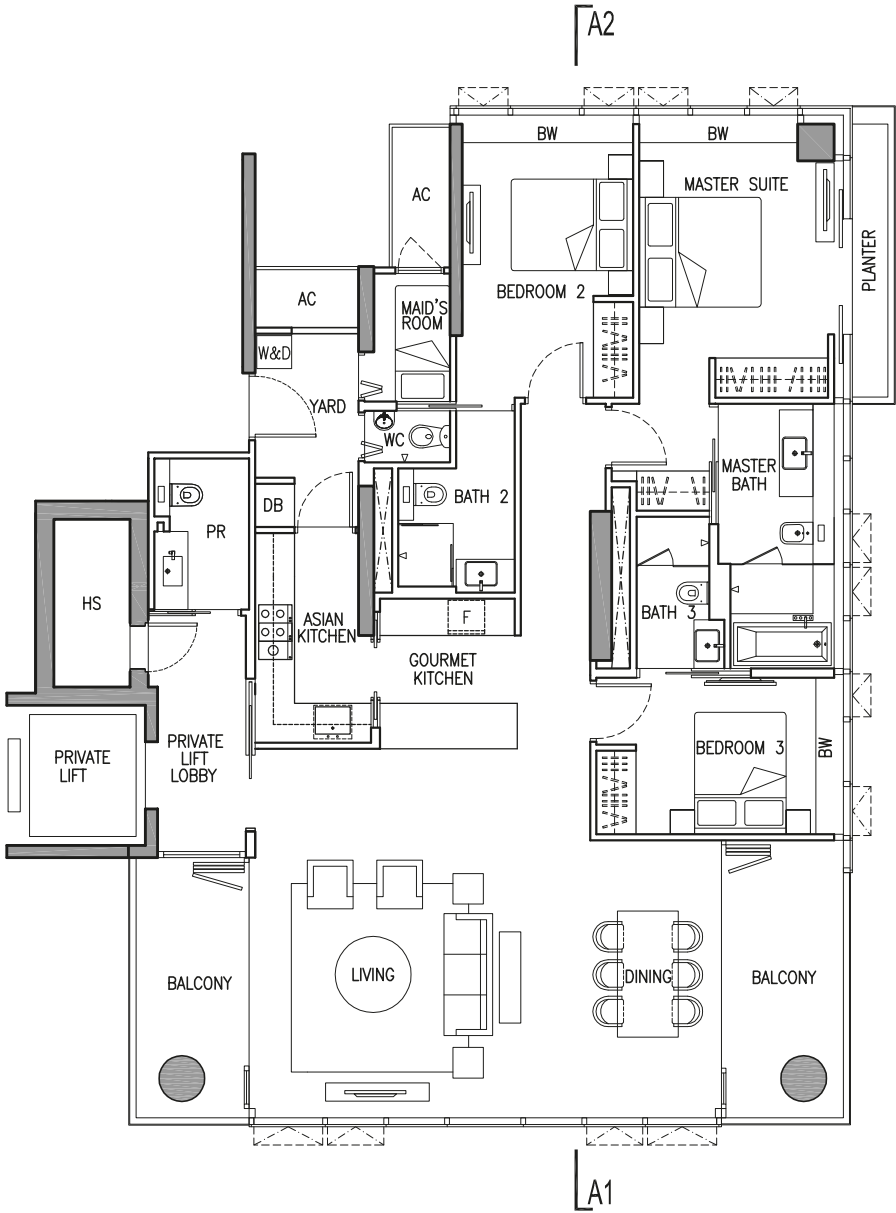 A2
BW
BW
AC
MASTER SUITE
PLANTER
BEDROOM 2
AC
MAID'S
ROOM
W&D
YARD
WC
MASTER
BATH
BATH 2
DB
PR
HS
ASIAN
KITCHEN
F
BATH 3
GOURMET
KITCHEN
PRIVATE
LIFT
PRIVATE
LIFT
LOBBY
BEDROOM 3
BW
BALCONY
LIVING
DINING
BALCONY
A1